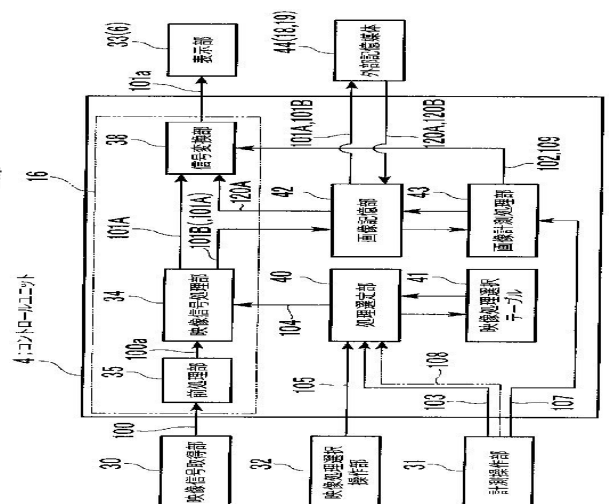 4:コントロールユニット
16
30
映像信号取得部
100
35
前処理部
100a
34
映像信号処理部
101A
101B(,101A)
120A
38
信号変換部
101a
33(6)
表示部
32
映像処理選択
操作部
105
104
40
処理選定部
41
映像処理選択
テーブル
42
画像記憶部
43
画像計測処理部
101A,101B
120A,120B
44(18,19)
外部記憶媒体
102,109
31
計測操作部
103
108
107